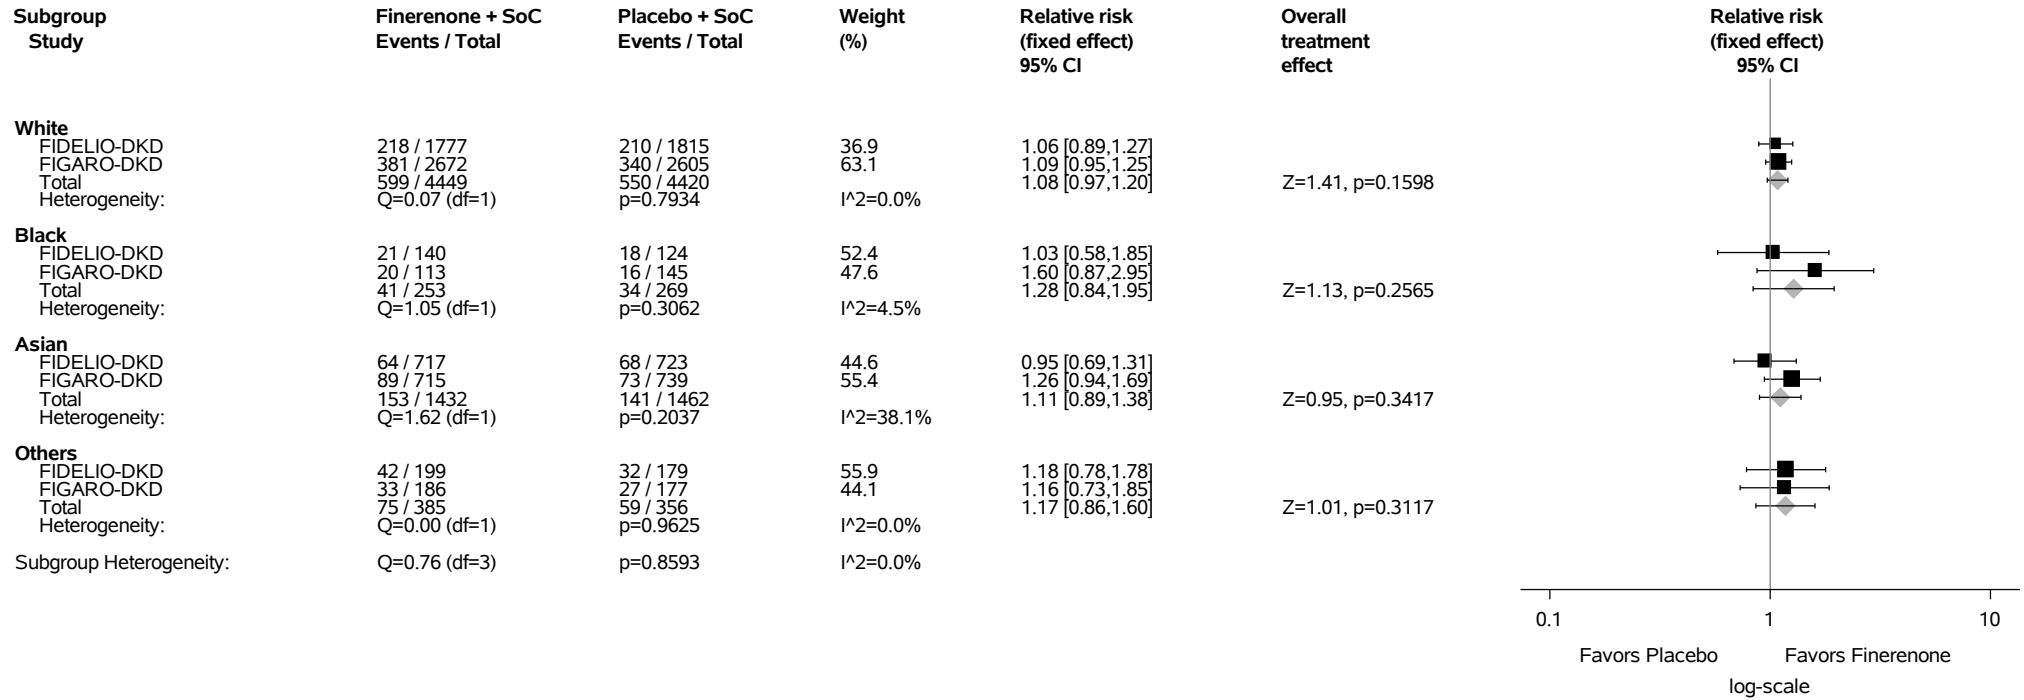 Subgroup Finerenone + SoC Placebo + SoC Weight Relative risk Overall Relative risk
Study Events / Total Events / Total (%) (fixed effect) treatment (fixed effect)
95% CI effect 95% CI
White
FIDELIO-DKD 218 / 1777 210 / 1815 36.9 1.06 [0.89,1.27]
FIGARO-DKD 381 / 2672 340 / 2605 63.1 1.09 [0.95,1.25]
Total 599 / 4449 550 / 4420 1.08 [0.97,1.20] Z=1.41, p=0.1598
Heterogeneity: Q=0.07 (df=1) p=0.7934 I^2=0.0%
Black
FIDELIO-DKD 21 / 140 18 / 124 52.4 1.03 [0.58,1.85]
FIGARO-DKD 20 / 113 16 / 145 47.6 1.60 [0.87,2.95]
Total 41 / 253 34 / 269 1.28 [0.84,1.95] Z=1.13, p=0.2565
Heterogeneity: Q=1.05 (df=1) p=0.3062 I^2=4.5%
Asian
FIDELIO-DKD 64 / 717 68 / 723 44.6 0.95 [0.69,1.31]
FIGARO-DKD 89 / 715 73 / 739 55.4 1.26 [0.94,1.69]
Total 153 / 1432 141 / 1462 1.11 [0.89,1.38] Z=0.95, p=0.3417
Heterogeneity: Q=1.62 (df=1) p=0.2037 I^2=38.1%
Others
FIDELIO-DKD 42 / 199 32 / 179 55.9 1.18 [0.78,1.78]
FIGARO-DKD 33 / 186 27 / 177 44.1 1.16 [0.73,1.85]
Total 75 / 385 59 / 356 1.17 [0.86,1.60] Z=1.01, p=0.3117
Heterogeneity: Q=0.00 (df=1) p=0.9625 I^2=0.0%
Subgroup Heterogeneity: Q=0.76 (df=3) p=0.8593 I^2=0.0%
0.1 1 10
Favors Placebo Favors Finerenone
log-scale